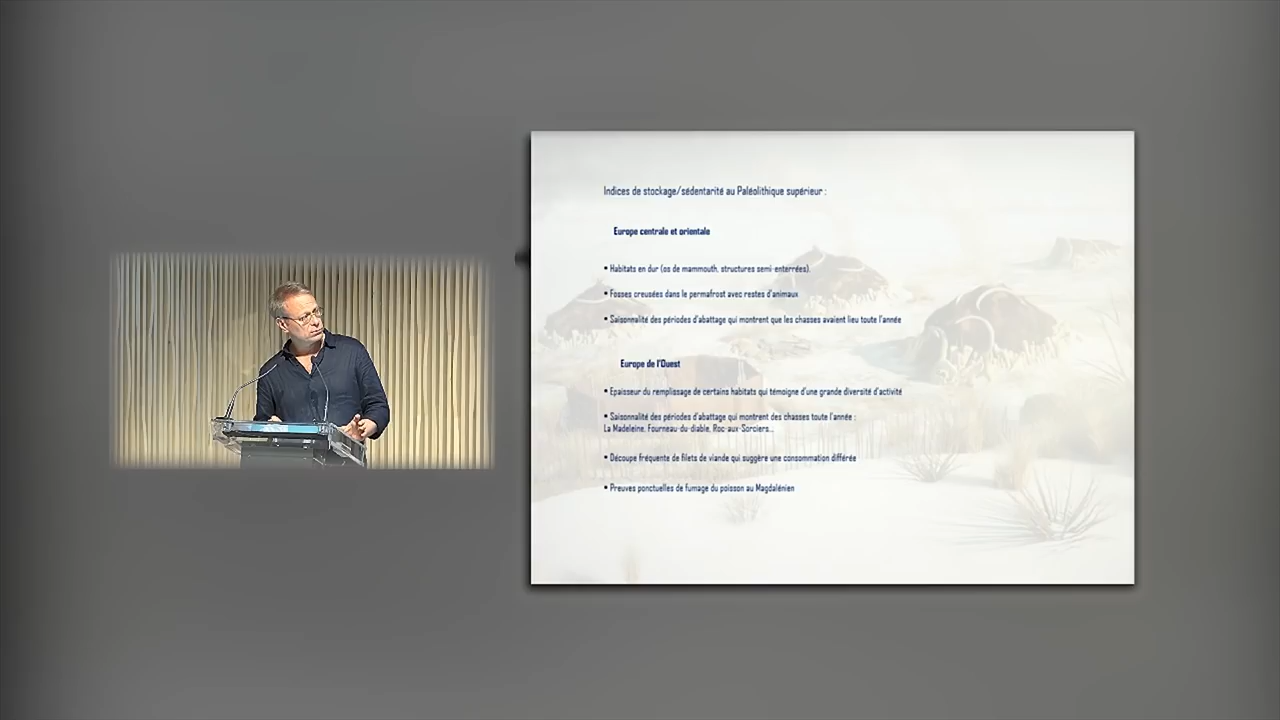 Indices de stockage/sédentarité au Paléolithique supérieur :
Europe centrale et orientale
• Habitats en dur (os de mammouth, structures semi-enterrées).
• Fosses creusées dans le permafrost avec restes d'animaux
• Saisonnalité des périodes d'abattage qui montrent que les chasses avaient lieu toute l'année
Europe de l'Ouest
• Epaisseur du remplissage de certains habitats qui témoigne d'une grande diversité d'activité
• Saisonnalité des périodes d'abattage qui montrent des chasses toute l'année :
La Madeleine, Fourneau-du-diable, Roc-aux-Sorciers...
• Découpe fréquente de filets de viande qui suggère une consommation différée
• Preuves ponctuelles de fumage du poisson au Magdalénien